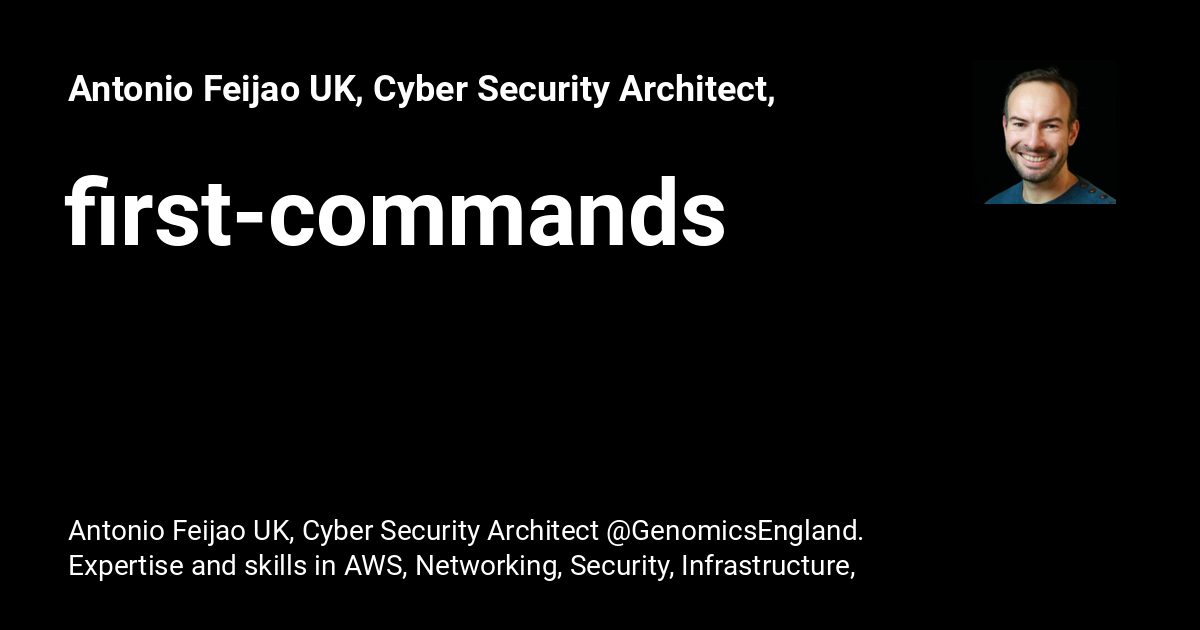 Antonio Feijao UK, Cyber Security Architect,
first-commands
Antonio Feijao UK, Cyber Security Architect @GenomicsEngland.
Expertise and skills in AWS, Networking, Security, Infrastructure,